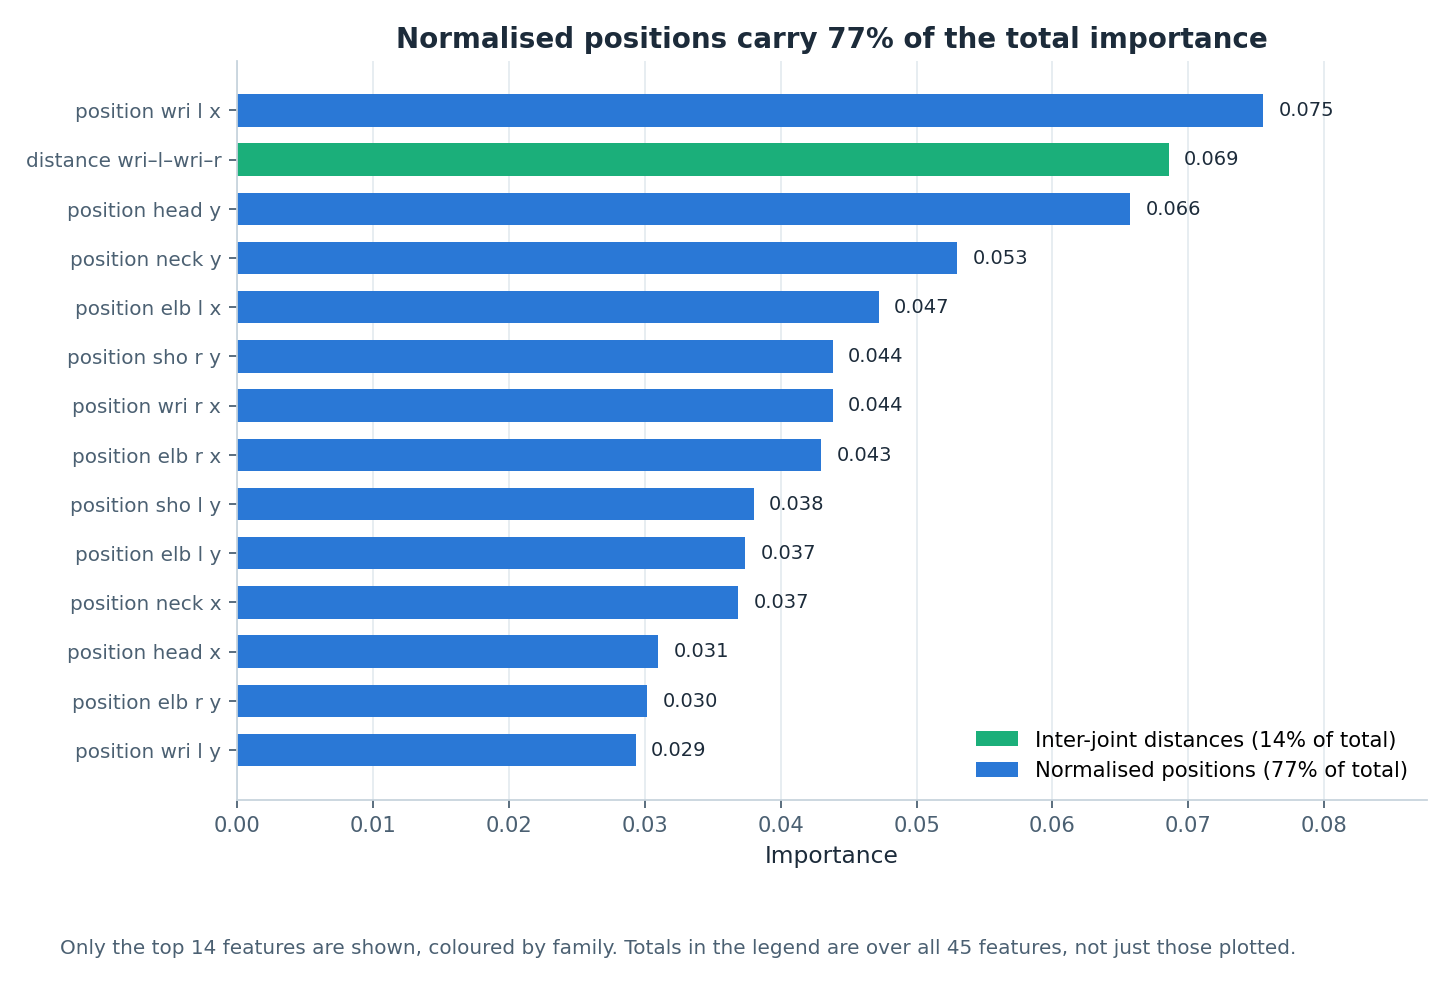 Normalised positions carry 77% of the total importance
position wri l x
0.075
distance wri–l–wri–r
0.069
position head y
0.066
position neck y
0.053
position elb l x
0.047
position sho r y
0.044
position wri r x
0.044
position elb r x
0.043
position sho l y
0.038
position elb l y
0.037
position neck x
0.037
position head x
0.031
position elb r y
0.030
position wri l y
0.029
Inter-joint distances (14% of total)
Normalised positions (77% of total)
0.00 0.01 0.02 0.03 0.04 0.05 0.06 0.07 0.08
Importance
Only the top 14 features are shown, coloured by family. Totals in the legend are over all 45 features, not just those plotted.